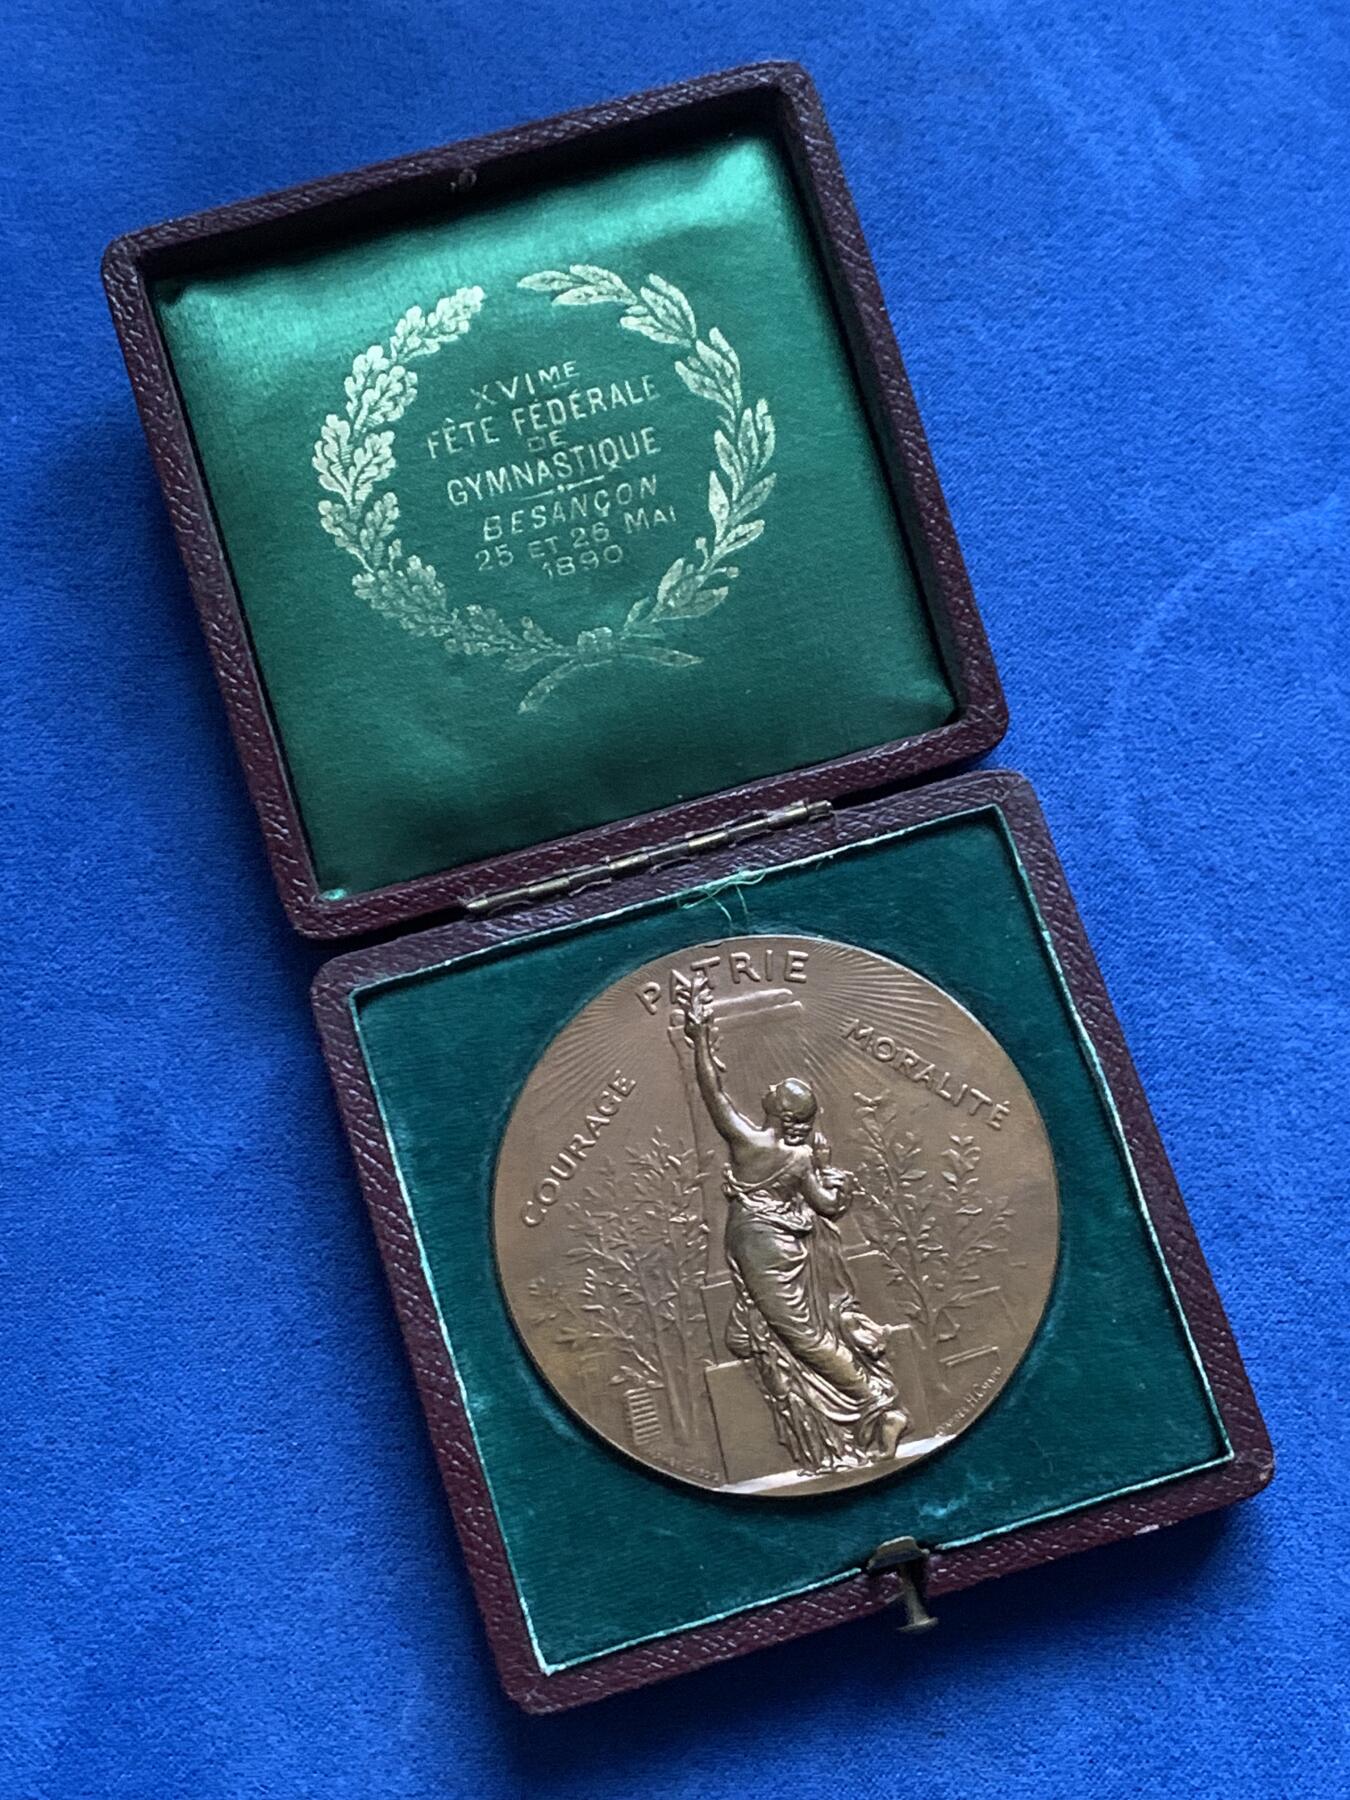 XVIME
FÊTE FÉDÉRALE
DE
GYMNASTIQUE
BESANÇON
25 ET 26 MAI
1890
PATRIE
COURAGE
MORALITÉ